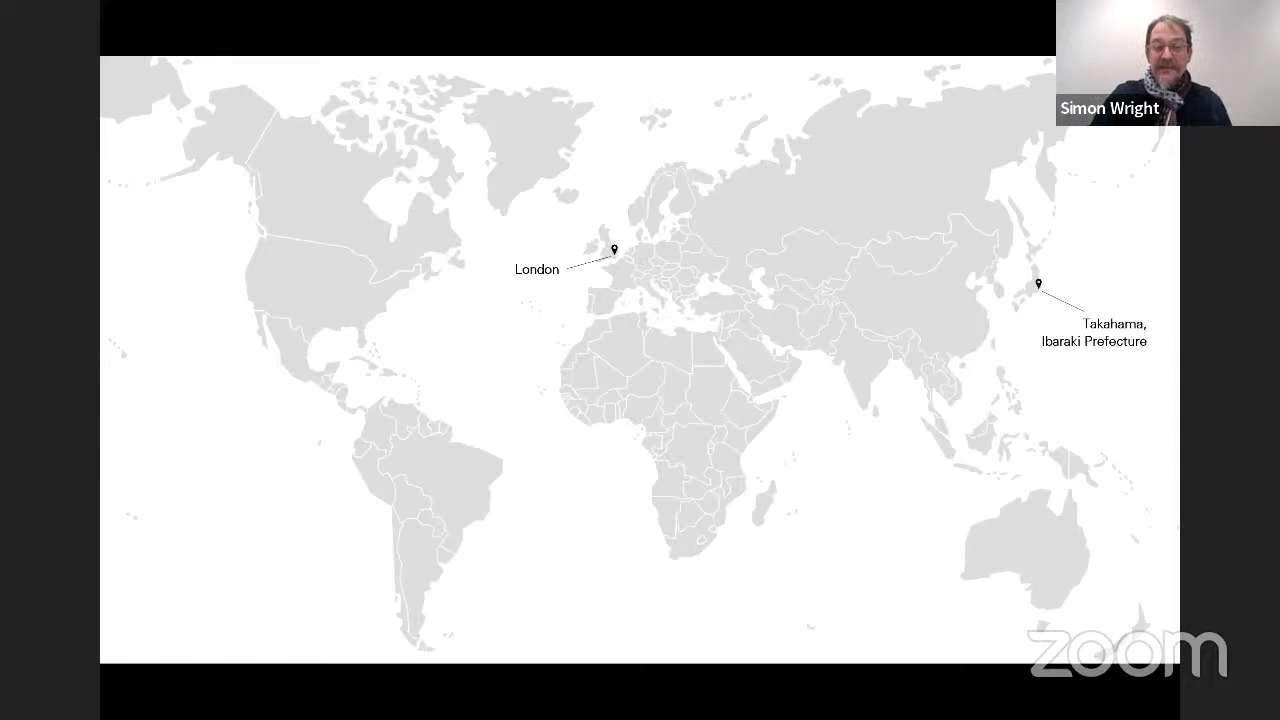 Simon Wright
London
Takahama,
Ibaraki Prefecture
zoom